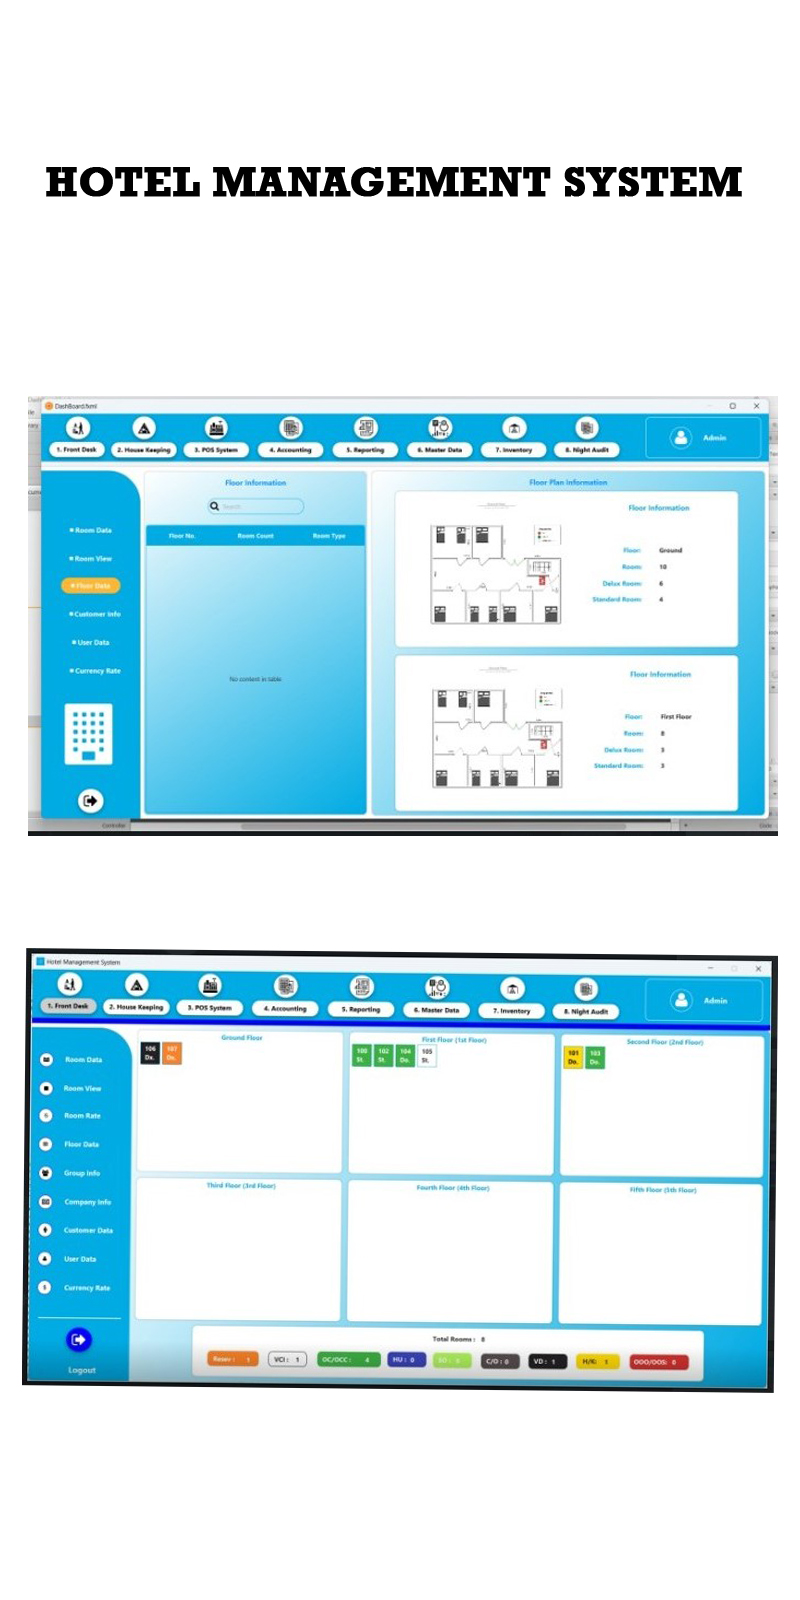 HOTEL MANAGEMENT SYSTEM
DashBoard.fxml
1. Front Desk 2. House Keeping 3. POS System 4. Accounting 5. Reporting 6. Master Data 7. Inventory 8. Night Audit Admin
Floor Information
Search
Floor No. Room Count Room Type
No content in table
Room Data
Room View
Floor Data
Customer Info
User Data
Currency Rate
Floor Plan Information
Floor Information
Floor: Ground
Room: 10
Delux Room: 6
Standard Room: 4
Floor Information
Floor: First Floor
Room: 8
Delux Room: 3
Standard Room: 3
Controller
Hotel Management System
1. Front Desk 2. House Keeping 3. POS System 4. Accounting 5. Reporting 6. Master Data 7. Inventory 8. Night Audit Admin
Room Data
Room View
Room Rate
Floor Data
Group Info
Company Info
Customer Data
User Data
Currency Rate
Logout
Ground Floor
106 107
De. De.
First Floor (1st Floor)
100 102 104 105
St. St. De. St.
Second Floor (2nd Floor)
101 103
De. De.
Third Floor (3rd Floor) Fourth Floor (4th Floor) Fifth Floor (5th Floor)
Total Rooms : 8
Reserv : 1 VCI : 1 OC/OCC : 4 HU : 0 SO : 0 C/O : 0 VD : 1 H/K: 1 OOO/OOS: 0